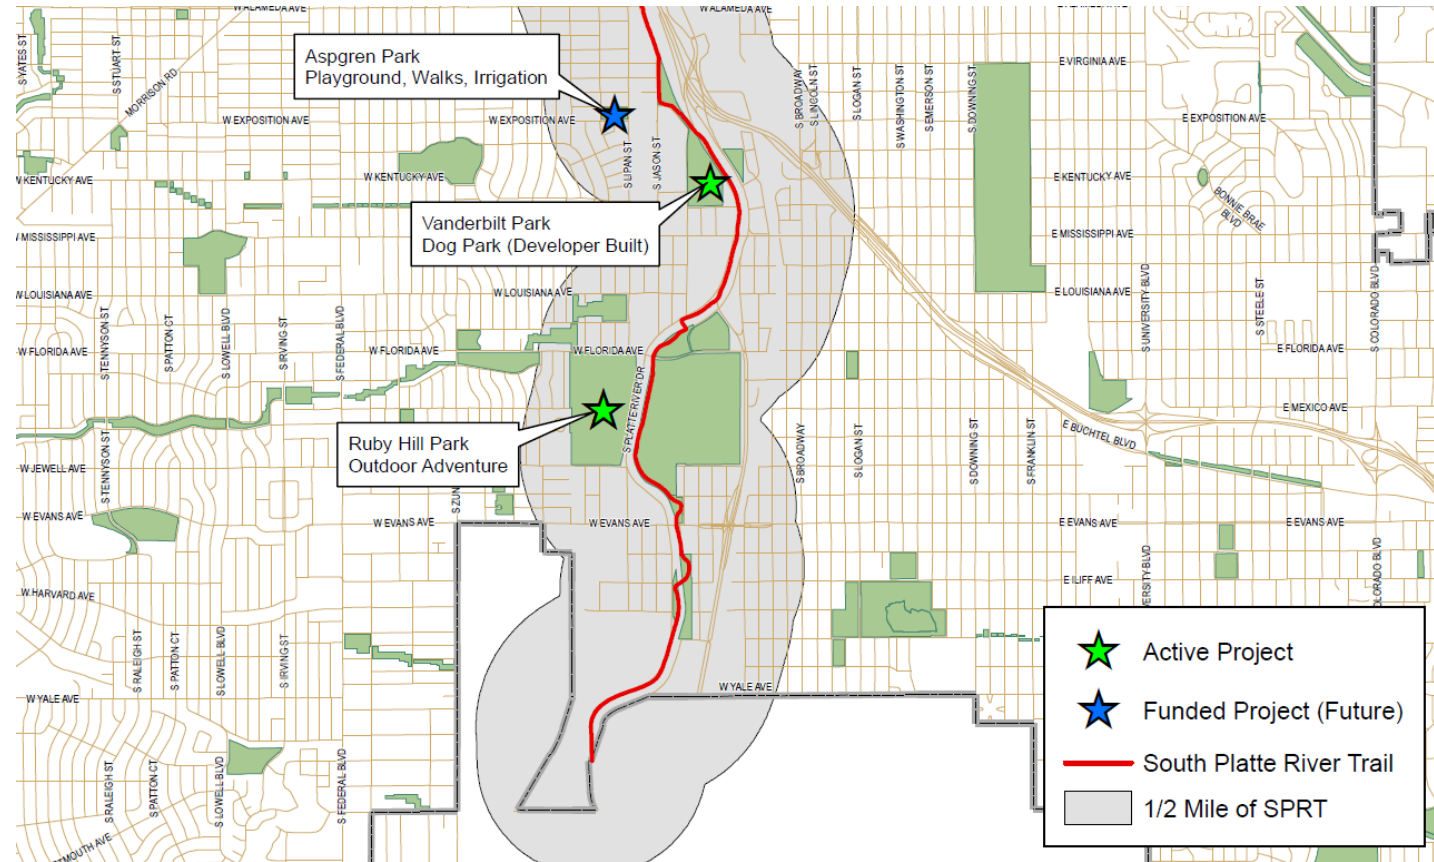 W ALAMEDA AVE
W ALAMEDA AVE
S YATES ST
S STUART ST
MORRISON RD
Aspgren Park
Playground, Walks, Irrigation
E VIRGINIA AVE
S BROADWAY
S LINCOLN ST
S LOGAN ST
S WASHINGTON ST
S EMERSON ST
S DOWNING ST
W EXPOSITION AVE
W EXPOSITION AVE
E EXPOSITION AVE
S LIPAN ST
S JASON ST
W KENTUCKY AVE
W KENTUCKY AVE
E KENTUCKY AVE
BONNIE BRAE
BLVD
Vanderbilt Park
Dog Park (Developer Built)
MISSISSIPPI AVE
E MISSISSIPPI AVE
W LOUISIANA AVE
W LOUISIANA AVE
E LOUISIANA AVE
S TENNYSON ST
S PATTON CT
S LOWELL BLVD
S IRVING ST
S FEDERAL BLVD
S UNIVERSITY BLVD
S STEELE ST
S COLORADO BLVD
W FLORIDA AVE
W FLORIDA AVE
W FLORIDA AVE
E FLORIDA AVE
S PLATTE RIVER DR
E MEXICO AVE
E BUCHTEL BLVD
Ruby Hill Park
Outdoor Adventure
W JEWELL AVE
S TENNYSON ST
S BROADWAY
S LOGAN ST
S DOWNING ST
S FRANKLIN ST
W EVANS AVE
W EVANS AVE
W EVANS AVE
E EVANS AVE
E EVANS AVE
E ILIFF AVE
S COLORADO BLVD
W HARVARD AVE
S RALEIGH ST
S PATTON CT
S LOWELL BLVD
S IRVING ST
W YALE AVE
W YALE AVE
S RALEIGH ST
S PATTON CT
S LOWELL BLVD
S FEDERAL BLVD
Active Project
Funded Project (Future)
South Platte River Trail
1/2 Mile of SPRT